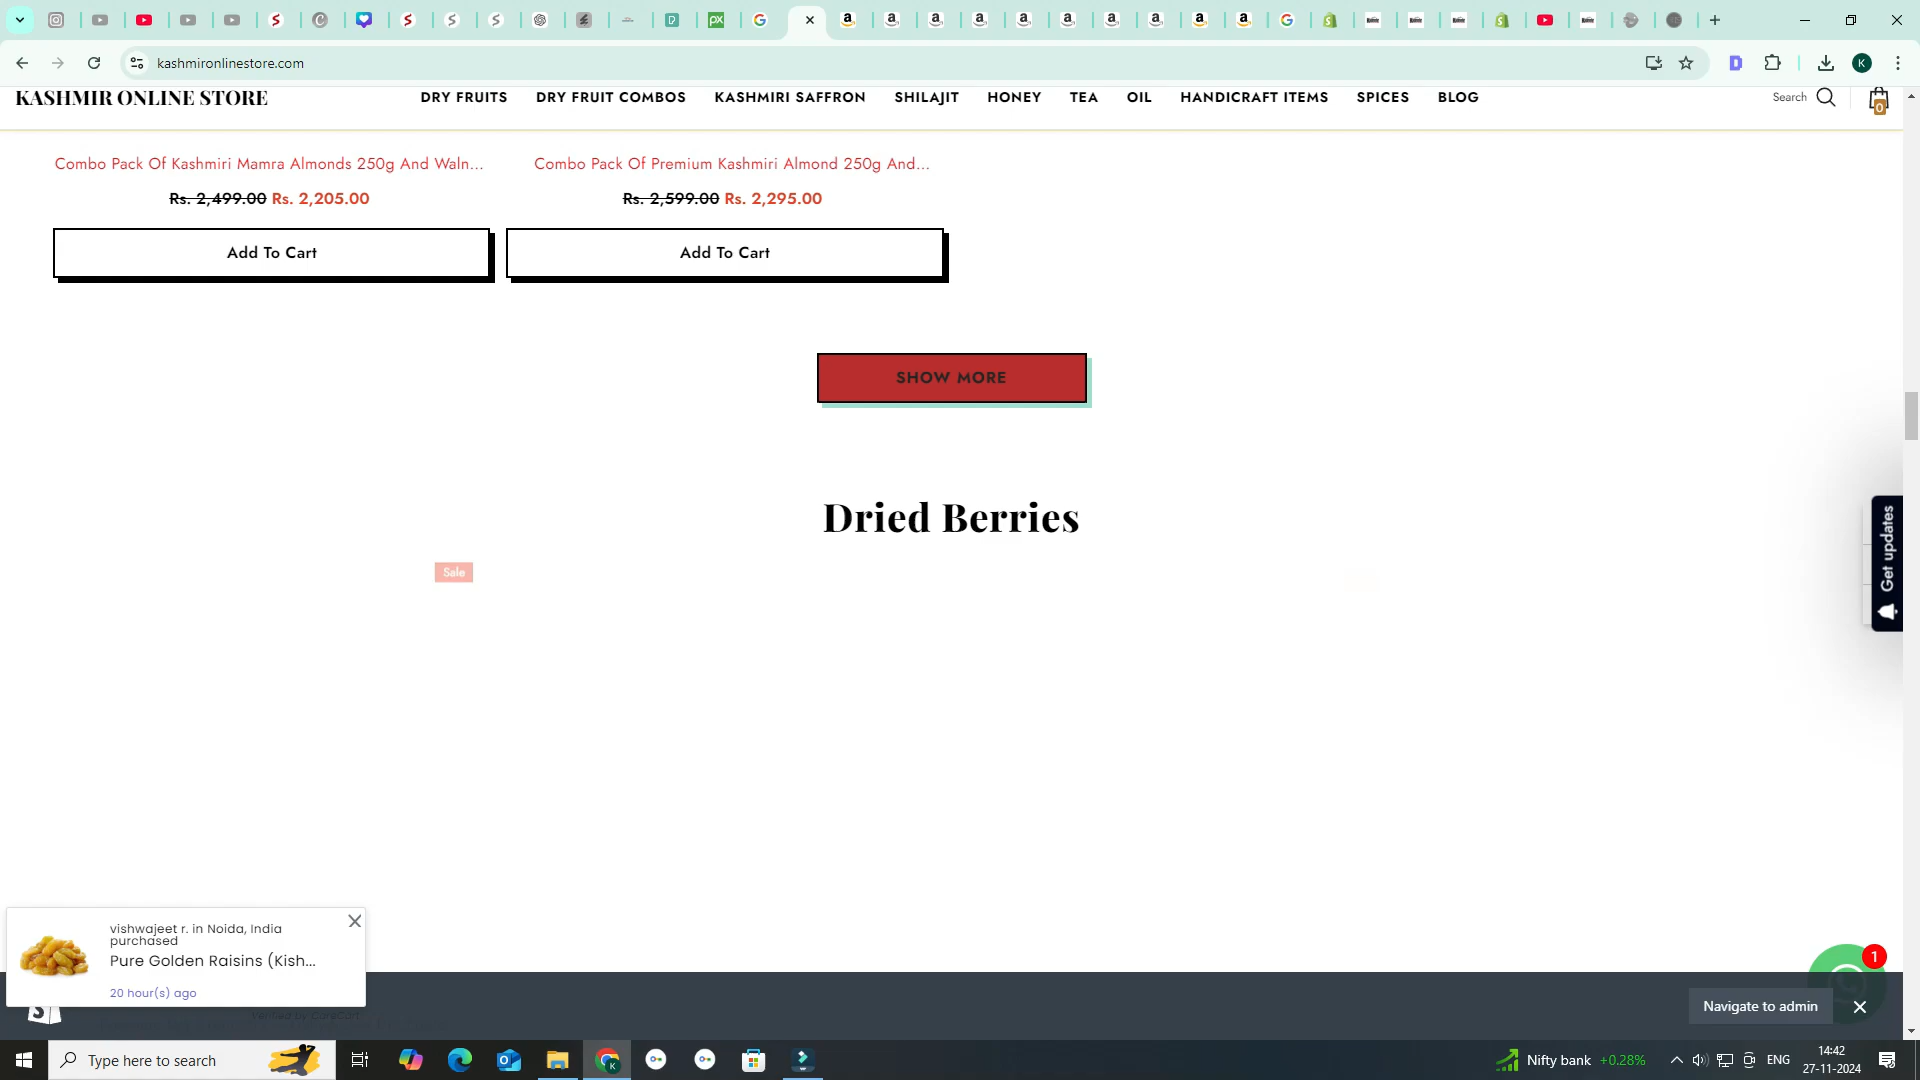 kashmironlinestore.com
KASHMIR ONLINE STORE
DRY FRUITS DRY FRUIT COMBOS KASHMIRI SAFFRON SHILAJIT HONEY TEA OIL HANDICRAFT ITEMS SPICES BLOG
Search
0
Combo Pack Of Kashmiri Mamra Almonds 250g And Waln...
Rs. 2,499.00 Rs. 2,205.00
Add To Cart
Combo Pack Of Premium Kashmiri Almond 250g And...
Rs. 2,599.00 Rs. 2,295.00
Add To Cart
SHOW MORE
Dried Berries
Sale
Get updates
vishwajeet r. in Noida, India
purchased
Pure Golden Raisins (Kish...
20 hour(s) ago
Verified by CareCart
1
Navigate to admin
Type here to search
Nifty bank +0.28%
ENG
14:42
27-11-2024